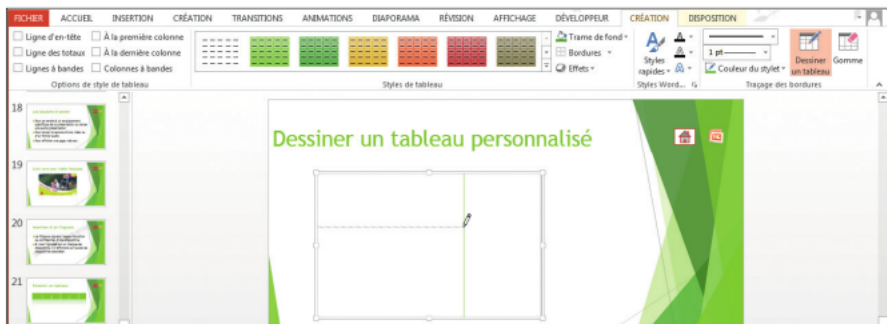 FICHIER ACCUEIL INSERTION CRÉATION TRANSITIONS ANIMATIONS DIAPORAMA RÉVISION AFFICHAGE DÉVELOPPEUR CRÉATION DISPOSITION
Ligne d'en-tête À la première colonne
Ligne des totaux À la dernière colonne
Lignes à bandes Colonnes à bandes
Options de style de tableau
Styles de tableau
Trame de fond
Bordures
Effets
Styles rapides
Styles Word...
1 pt
Couleur du stylet
Dessiner un tableau
Gomme
Traçage des bordures
18
19
20
21
Dessiner un tableau personnalisé